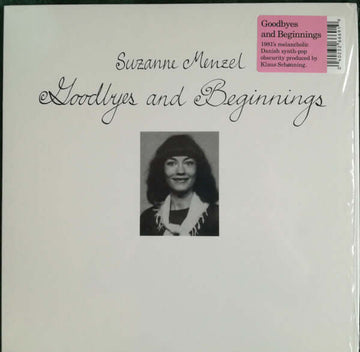 Suzanne Menzel
Goodbyes and Beginnings
Goodbyes
and Beginnings
1981's melancholic
Danish synth-pop
obscurity produced by
Klaus Schønning.